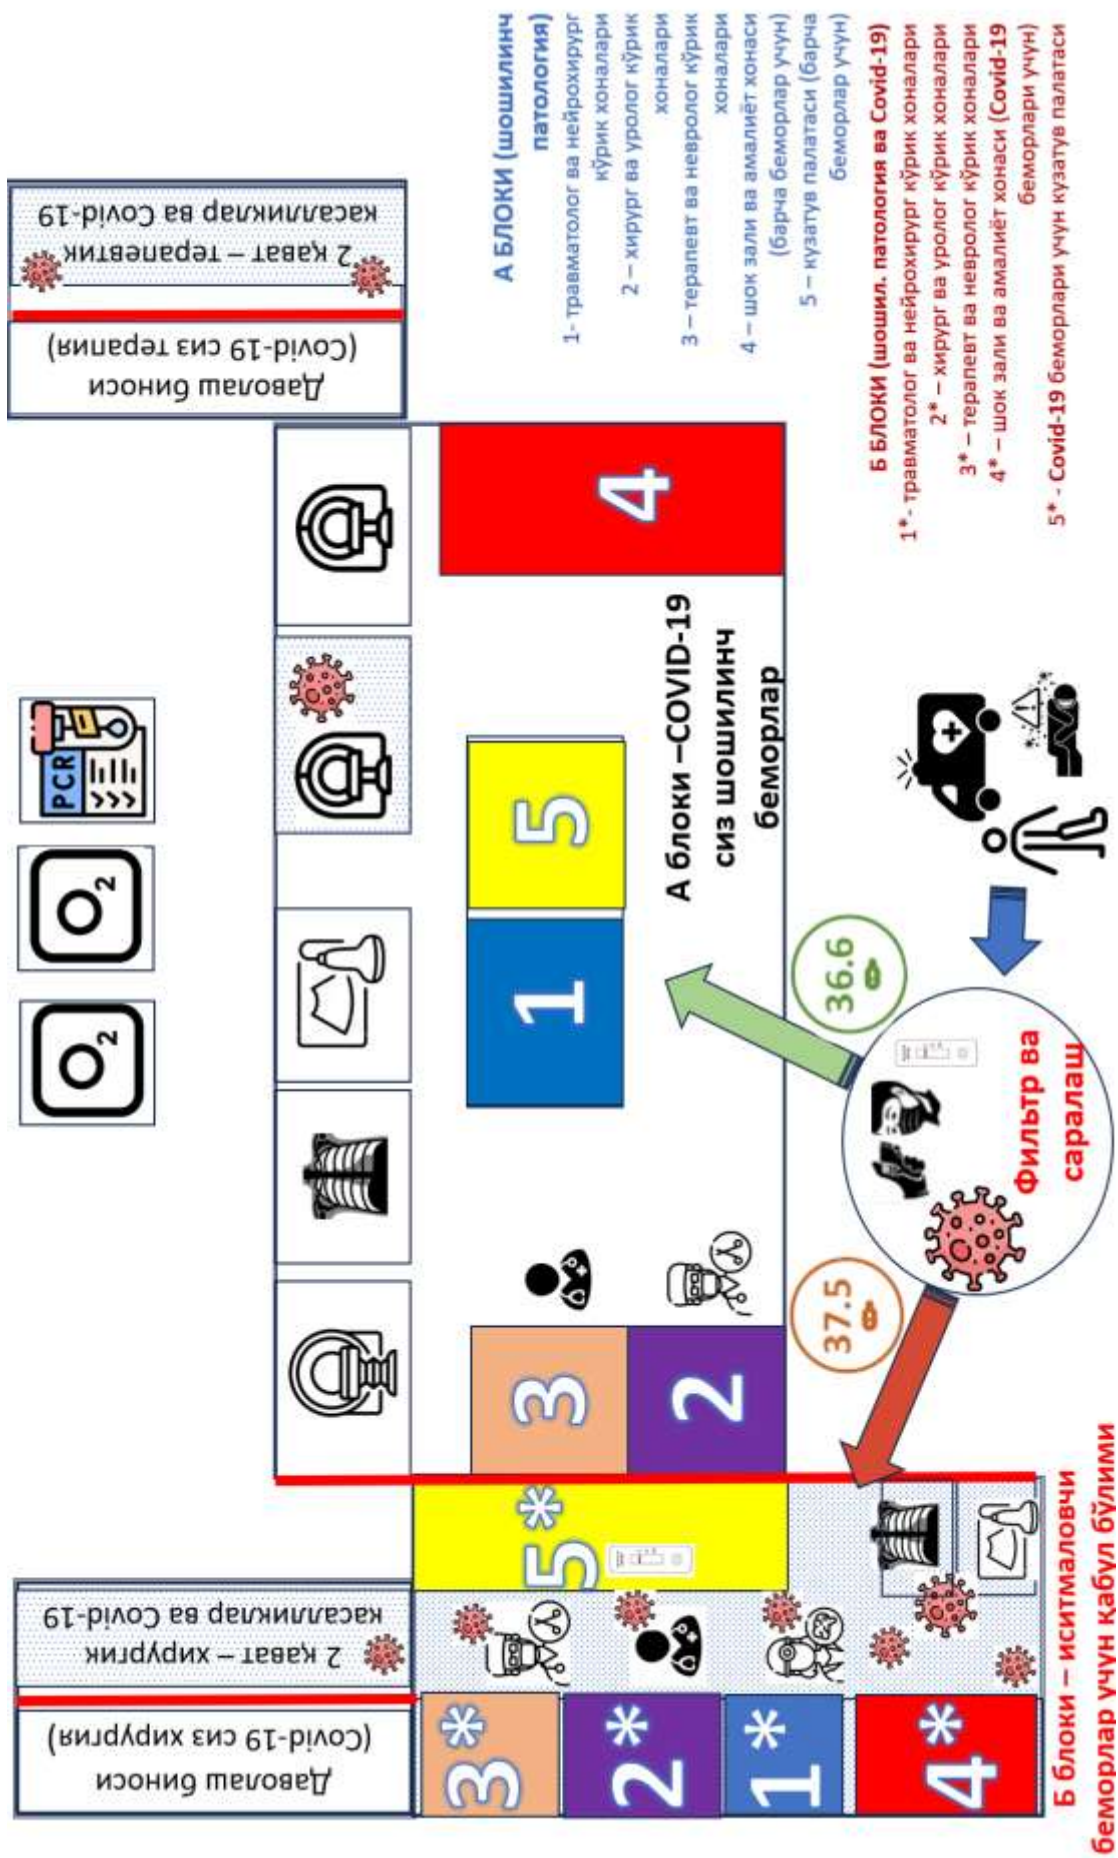 Даволаш биноси
(Covid-19 сиз хирургия)
2 қават – хирургик
касалликлар ва Covid-19
Даволаш биноси
(Covid-19 сиз терапия)
2 қават – терапевтик
касалликлар ва Covid-19
O2
O2
PCR
3*
2*
1*
4*
5*
3
2
1
5
4
А блоки –COVID-19
сиз шошилинч
беморлар
37.5
36.6
Фильтр ва
саралаш
Б блоки – иситмаловчи
беморлар учун қабул бўлими
А БЛОКИ (шошилинч
патология)
1- травматолог ва нейрохирург
кўрик хоналари
2 – хирург ва уролог кўрик
хоналари
3 – терапевт ва невролог кўрик
хоналари
4 – шок зали ва амалиёт хонаси
(барча беморлар учун)
5 – кузатув палатаси (барча
беморлар учун)
Б БЛОКИ (шошил. патология ва Covid-19)
1*- травматолог ва нейрохирург кўрик хоналари
2* – хирург ва уролог кўрик хоналари
3* – терапевт ва невролог кўрик хоналари
4* – шок зали ва амалиёт хонаси (Covid-19
беморлари учун)
5* - Covid-19 беморлари учун кузатув палатаси